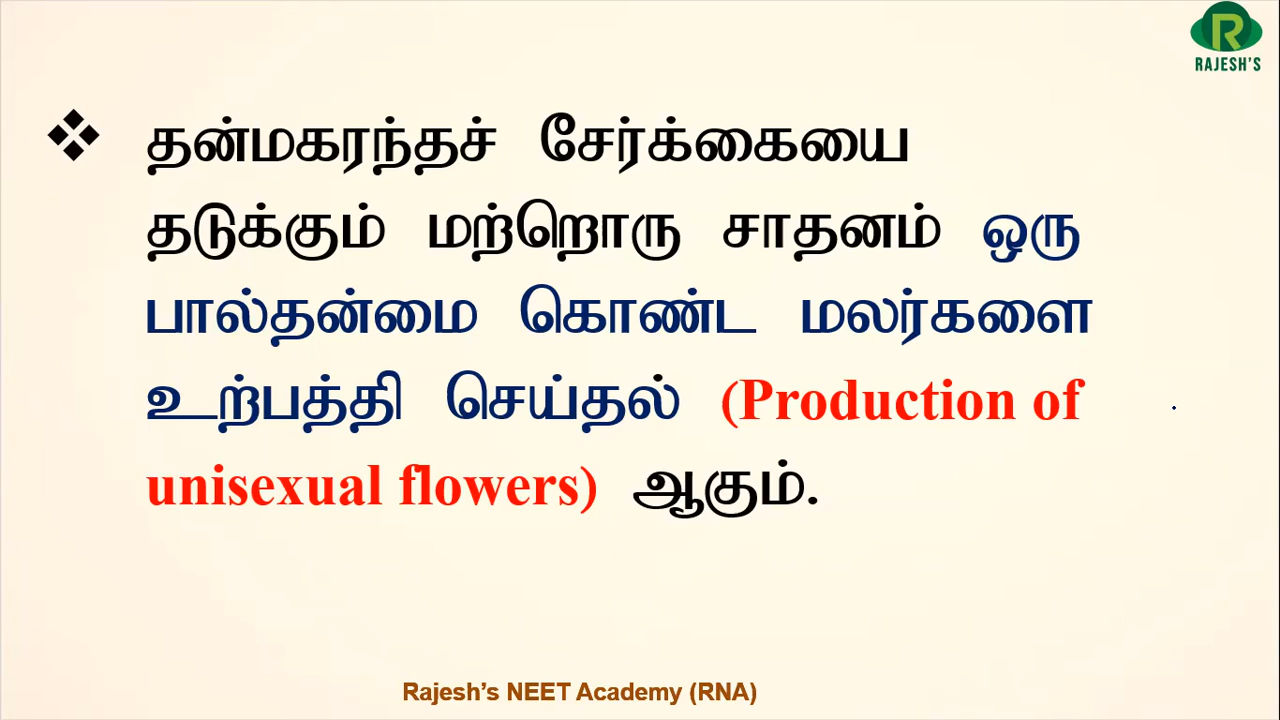 R
RAJESH'S
❖ தன்மகரந்தச் சேர்க்கையை
தடுக்கும் மற்றொரு சாதனம் ஒரு
பால்தன்மை கொண்ட மலர்களை
உற்பத்தி செய்தல் (Production of
unisexual flowers) ஆகும்.
Rajesh's NEET Academy (RNA)